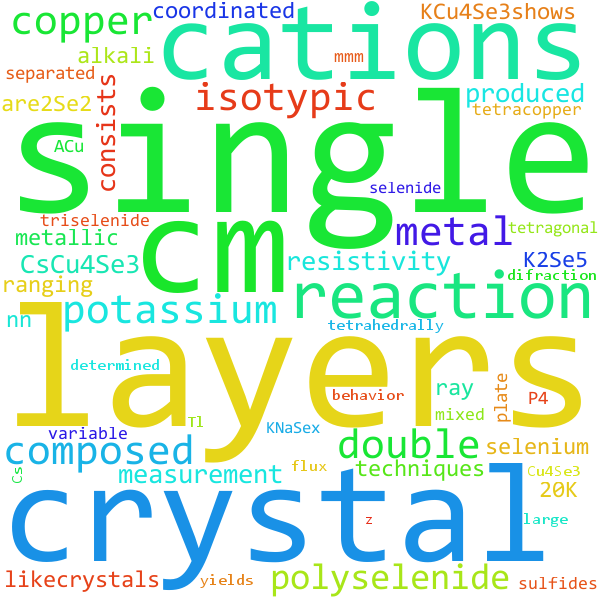 copper coordinated KCu4Se3shows
alkali cations mmm
separated isotypic produced
are2Se2 consists tetracopper
single
ACu selenide
triselenide cm metal tetragonal
metallic K2Se5
CsCu4Se3 resistivity difraction
ranging potassium reaction
nn layers tetrahedrally
determined behavior ray plate P4
variable Tl KNaSex mixed
composed double selenium
Cs measurement flux techniques Cu4Se3
crystal 20K
z large
likecrystals yields polyselenide sulfides